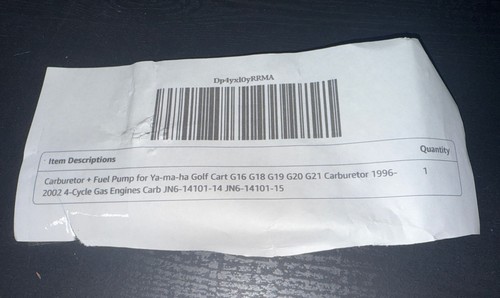 Dp4yxl0yRRMA
Item Descriptions Quantity
Carburetor + Fuel Pump for Ya-ma-ha Golf Cart G16 G18 G19 G20 G21 Carburetor 1996- 1
2002 4-Cycle Gas Engines Carb JN6-14101-14 JN6-14101-15